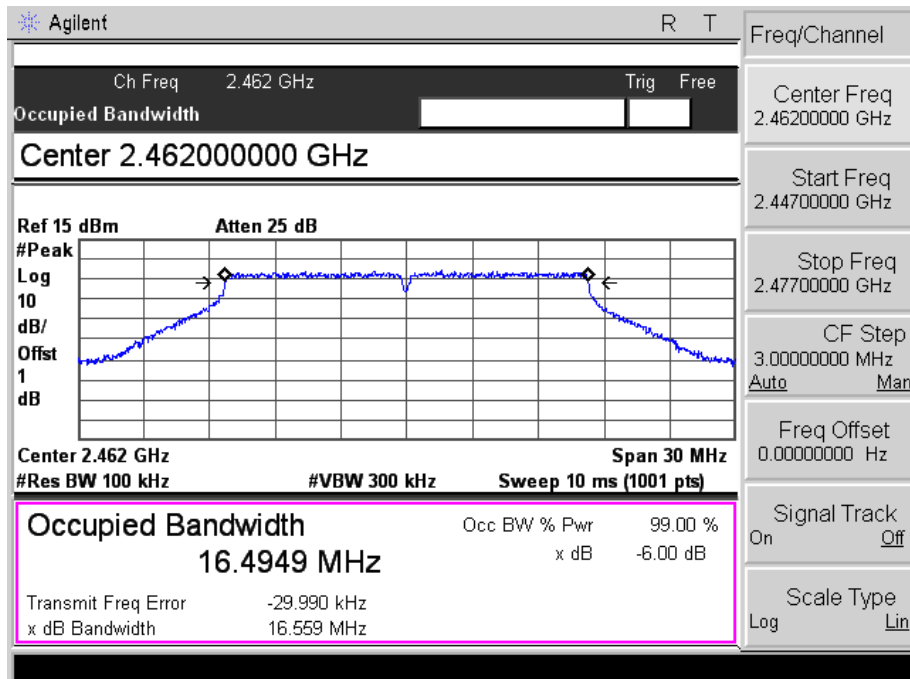 Agilent R T
Ch Freq 2.462 GHz Trig Free
Occupied Bandwidth
Center 2.462000000 GHz
Ref 15 dBm Atten 25 dB
#Peak
Log
10
dB/
Offst
1
dB
Center 2.462 GHz Span 30 MHz
#Res BW 100 kHz #VBW 300 kHz Sweep 10 ms (1001 pts)
Occupied Bandwidth
16.4949 MHz
Occ BW % Pwr 99.00 %
x dB -6.00 dB
Transmit Freq Error -29.990 kHz
x dB Bandwidth 16.559 MHz
Freq/Channel
Center Freq
2.46200000 GHz
Start Freq
2.44700000 GHz
Stop Freq
2.47700000 GHz
CF Step
3.00000000 MHz
Auto Man
Freq Offset
0.00000000 Hz
Signal Track
On Off
Scale Type
Log Lin